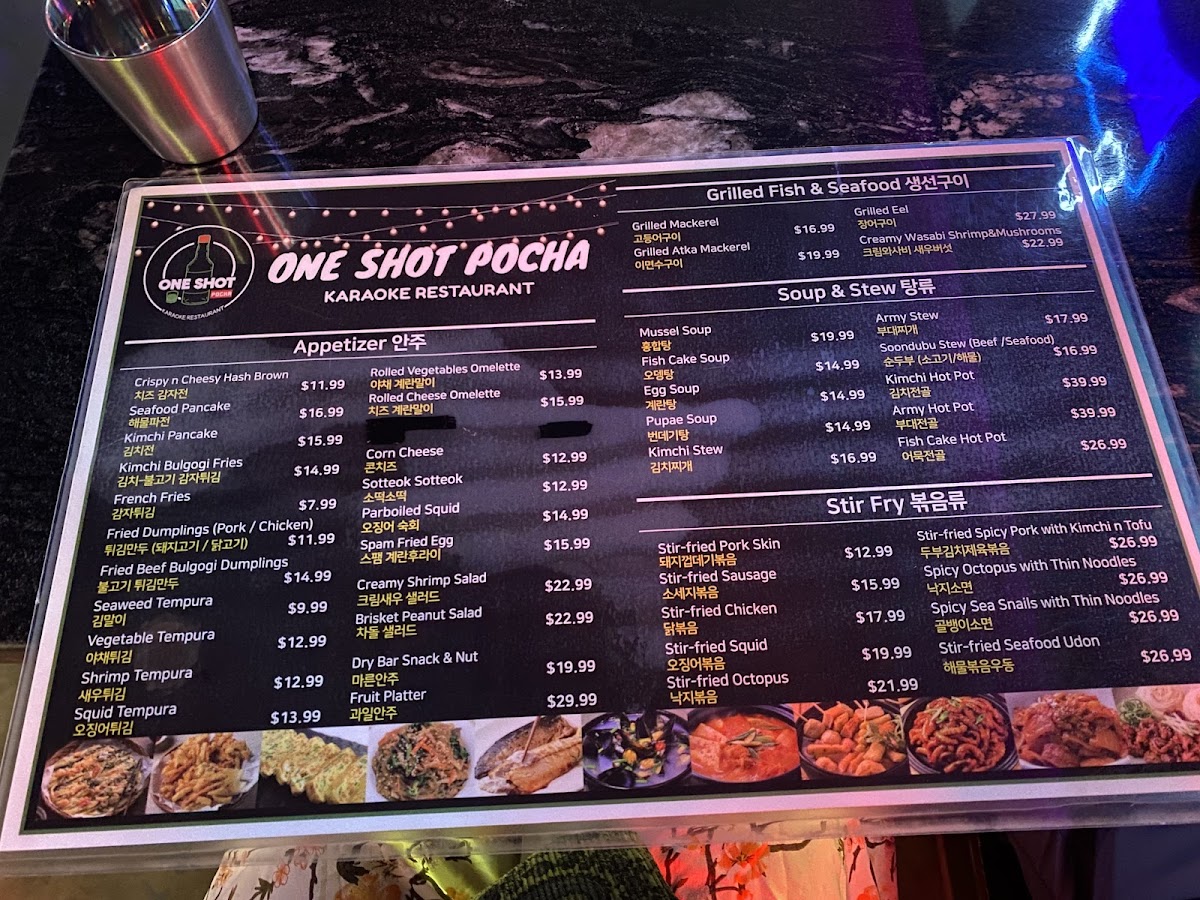 ONE SHOT
POCHA
KARAOKE RESTAURANT
ONE SHOT POCHA
KARAOKE RESTAURANT
Appetizer 안주
Crispy n Cheesy Hash Brown $11.99
치즈 감자전
Seafood Pancake $16.99
해물파전
Kimchi Pancake $15.99
김치전
Kimchi Bulgogi Fries $14.99
김치·불고기 감자튀김
French Fries $7.99
감자튀김
Fried Dumplings (Pork / Chicken) $11.99
튀김만두 (돼지고기 / 닭고기)
Fried Beef Bulgogi Dumplings $14.99
불고기 튀김만두
Seaweed Tempura $9.99
김말이
Vegetable Tempura $12.99
야채튀김
Shrimp Tempura $12.99
새우튀김
Squid Tempura $13.99
오징어튀김
Rolled Vegetables Omelette $13.99
야채 계란말이
Rolled Cheese Omelette $15.99
치즈 계란말이
Corn Cheese $12.99
콘치즈
Sotteok Sotteok $12.99
소떡소떡
Parboiled Squid $14.99
오징어 숙회
Spam Fried Egg $15.99
스팸 계란후라이
Creamy Shrimp Salad $22.99
크림새우 샐러드
Brisket Peanut Salad $22.99
차돌 샐러드
Dry Bar Snack & Nut $19.99
마른안주
Fruit Platter $29.99
과일안주
Grilled Fish & Seafood 생선구이
Grilled Mackerel $16.99
고등어구이
Grilled Atka Mackerel $19.99
이면수구이
Grilled Eel $27.99
장어구이
Creamy Wasabi Shrimp&Mushrooms $22.99
크림와사비 새우버섯
Soup & Stew 탕류
Mussel Soup $19.99
홍합탕
Fish Cake Soup $14.99
오뎅탕
Egg Soup $14.99
계란탕
Pupae Soup $14.99
번데기탕
Kimchi Stew $16.99
김치찌개
Army Stew $17.99
부대찌개
Soondubu Stew (Beef /Seafood) $16.99
순두부 (소고기/해물)
Kimchi Hot Pot $39.99
김치전골
Army Hot Pot $39.99
부대전골
Fish Cake Hot Pot $26.99
어묵전골
Stir Fry 볶음류
Stir-fried Pork Skin $12.99
돼지껍데기볶음
Stir-fried Sausage $15.99
소세지볶음
Stir-fried Chicken $17.99
닭볶음
Stir-fried Squid $19.99
오징어볶음
Stir-fried Octopus $21.99
낙지볶음
Stir-fried Spicy Pork with Kimchi n Tofu $26.99
두부김치제육볶음
Spicy Octopus with Thin Noodles $26.99
낙지소면
Spicy Sea Snails with Thin Noodles $26.99
골뱅이소면
Stir-fried Seafood Udon $26.99
해물볶음우동